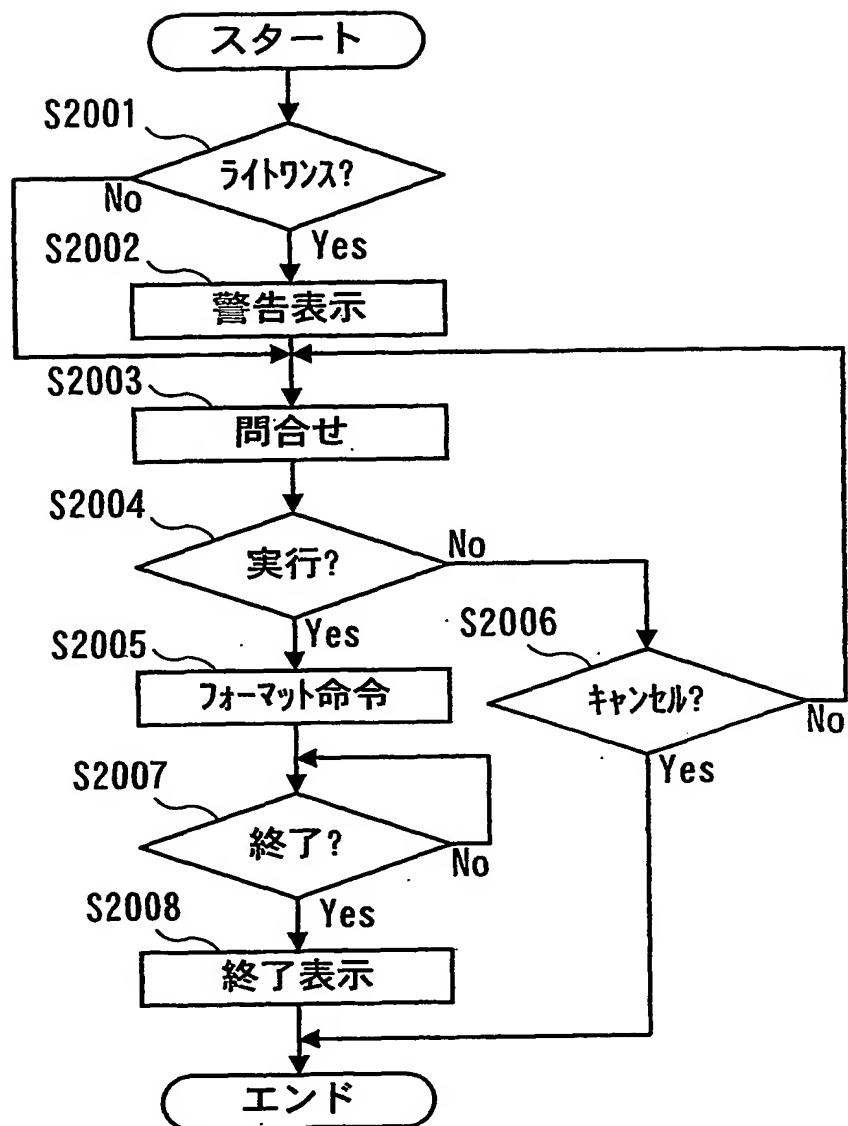 スタート
S2001
ライトワンス?
No
Yes
S2002
警告表示
S2003
問合せ
S2004
実行?
No
Yes
S2005
フォーマット命令
S2006
キャンセル?
No
Yes
S2007
終了?
No
Yes
S2008
終了表示
エンド